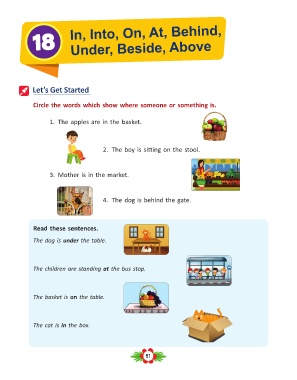 18
In, Into, On, At, Behind,
Under, Beside, Above
Let's Get Started
Circle the words which show where someone or something is.
1. The apples are in the basket.
2. The boy is sitting on the stool.
3. Mother is in the market.
4. The dog is behind the gate.
Read these sentences.
The dog is under the table.
The children are standing at the bus stop.
The basket is on the table.
The cat is in the box.